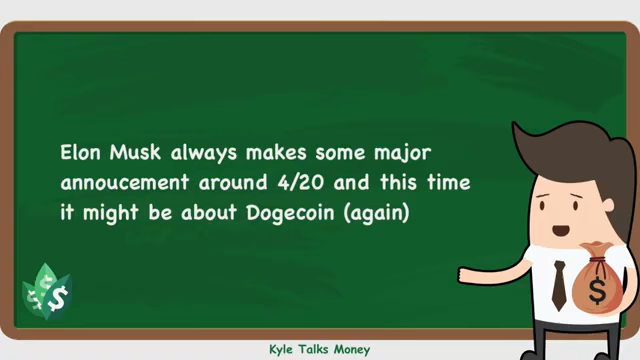 Elon Musk always makes some major
annoucement around 4/20 and this time
it might be about Dogecoin (again)
$ $ $
$
Kyle Talks Money